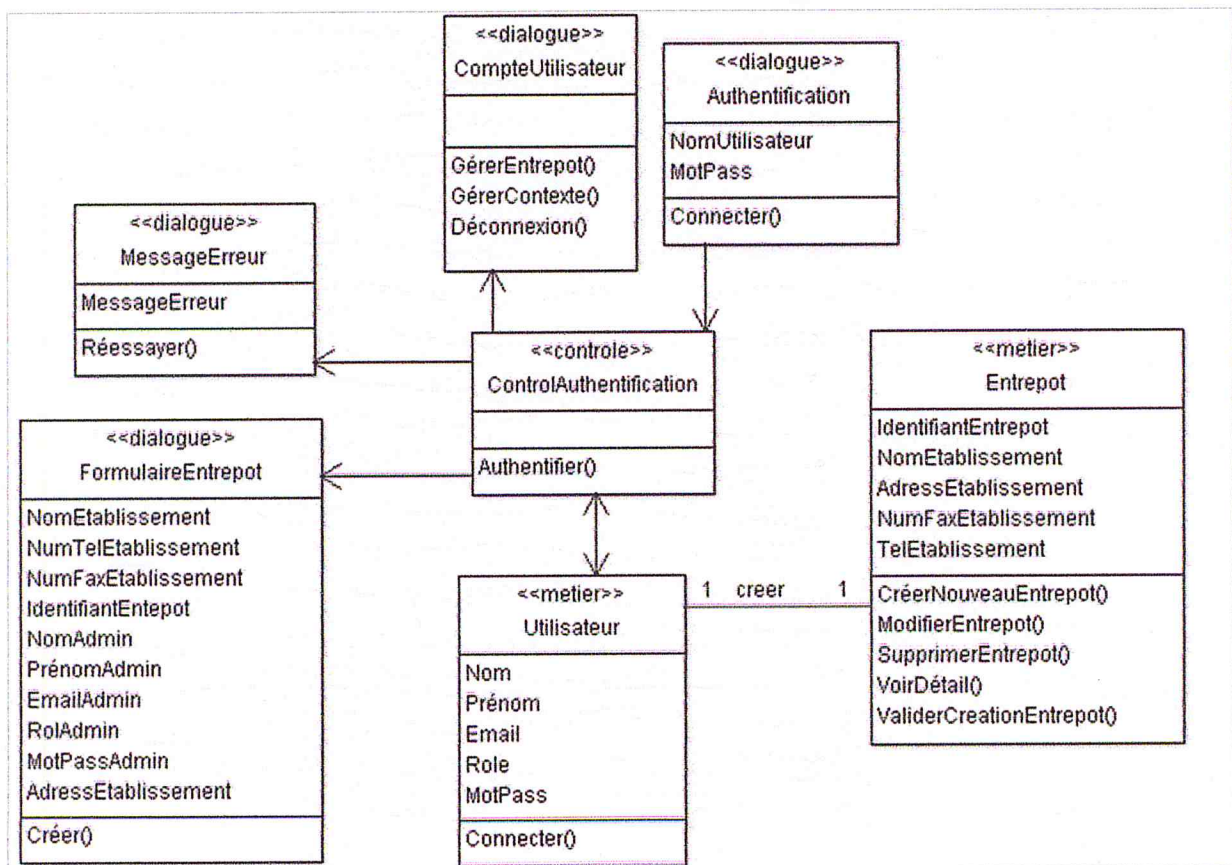 <<dialogue>>
CompteUtilisateur
GérerEntrepot()
GérerContexte()
Déconnexion()
<<dialogue>>
Authentification
NomUtilisateur
MotPass
Connecter()
<<dialogue>>
MessageErreur
MessageErreur
Réessayer()
<<controle>>
ControlAuthentification
Authentifier()
<<metier>>
Entrepot
IdentifiantEntrepot
NomEtablissement
AdressEtablissement
NumFaxEtablissement
TelEtablissement
CréerNouveauEntrepot()
ModifierEntrepot()
SupprimerEntrepot()
VoirDétail()
ValiderCreationEntrepot()
<<dialogue>>
FormulaireEntrepot
NomEtablissement
NumTelEtablissement
NumFaxEtablissement
IdentifiantEntepot
NomAdmin
PrénomAdmin
EmailAdmin
RolAdmin
MotPassAdmin
AdressEtablissement
Créer()
<<metier>>
Utilisateur
Nom
Prénom
Email
Role
MotPass
Connecter()
1 creer 1